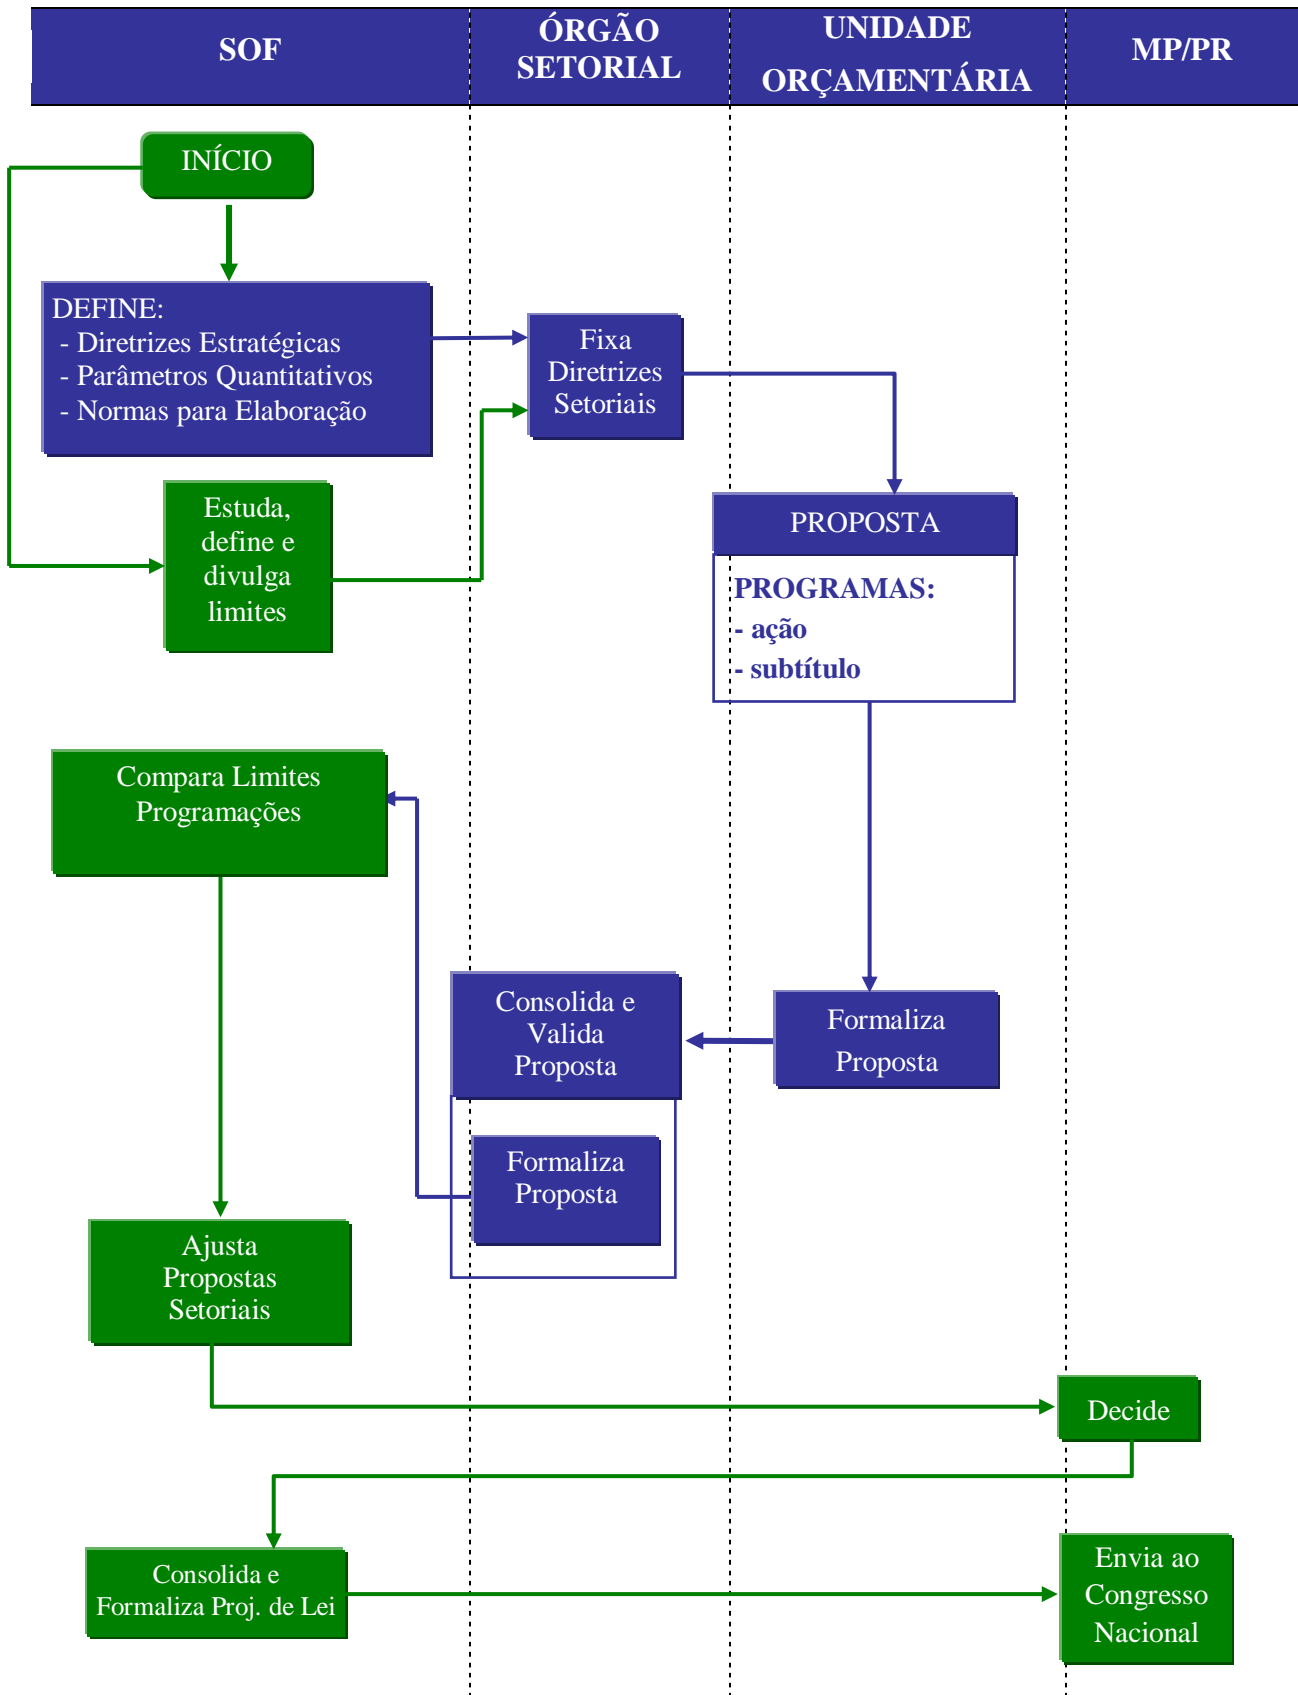 SOF
ÓRGÃO
SETORIAL
UNIDADE
ORÇAMENTÁRIA
MP/PR
INÍCIO
DEFINE:
- Diretrizes Estratégicas
- Parâmetros Quantitativos
- Normas para Elaboração
Fixa
Diretrizes
Setoriais
Estuda,
define e
divulga
limites
PROPOSTA
PROGRAMAS:
- ação
- subtítulo
Compara Limites
Programações
Consolida e
Valida
Proposta
Formaliza
Proposta
Formaliza
Proposta
Ajusta
Propostas
Setoriais
Decide
Consolida e
Formaliza Proj. de Lei
Envia ao
Congresso
Nacional